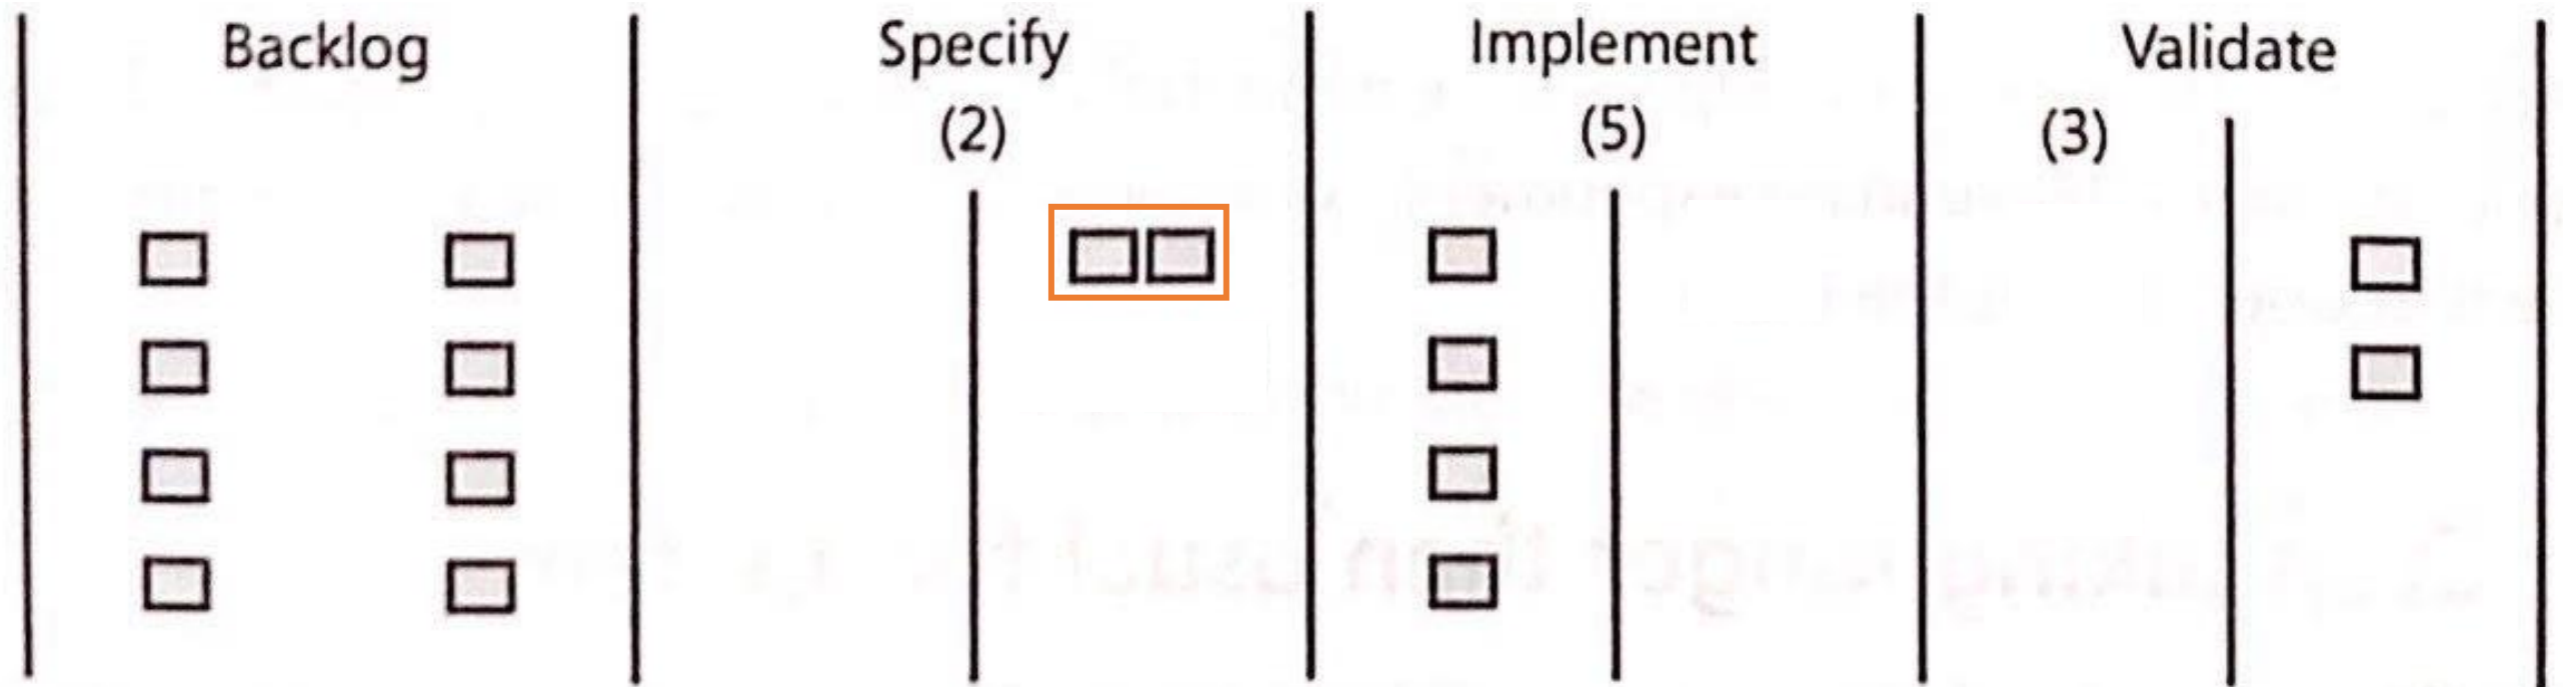 Backlog
Specify
(2)
Implement
(5)
Validate
(3)